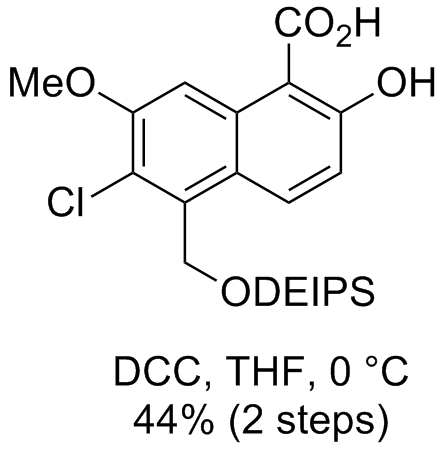 CO₂H
MeO
OH
Cl
ODEIPS
DCC, THF, 0 °C
44% (2 steps)